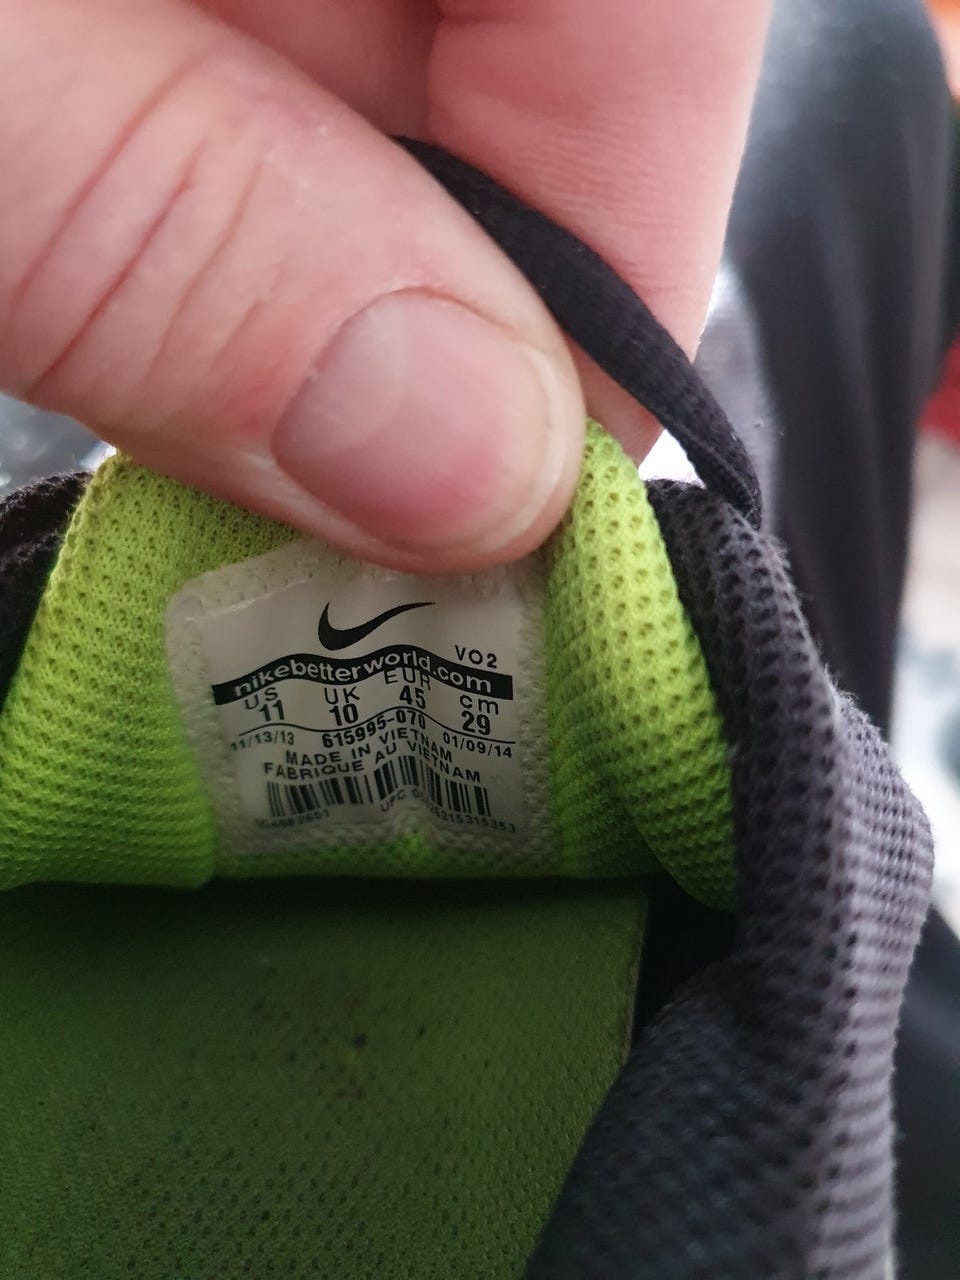 VO2
nikebetterworld.com
US UK EUR cm
11 10 45 29
11/13/13 615995-070 01/09/14
MADE IN VIETNAM
FABRIQUE AU VIETNAM
UPC